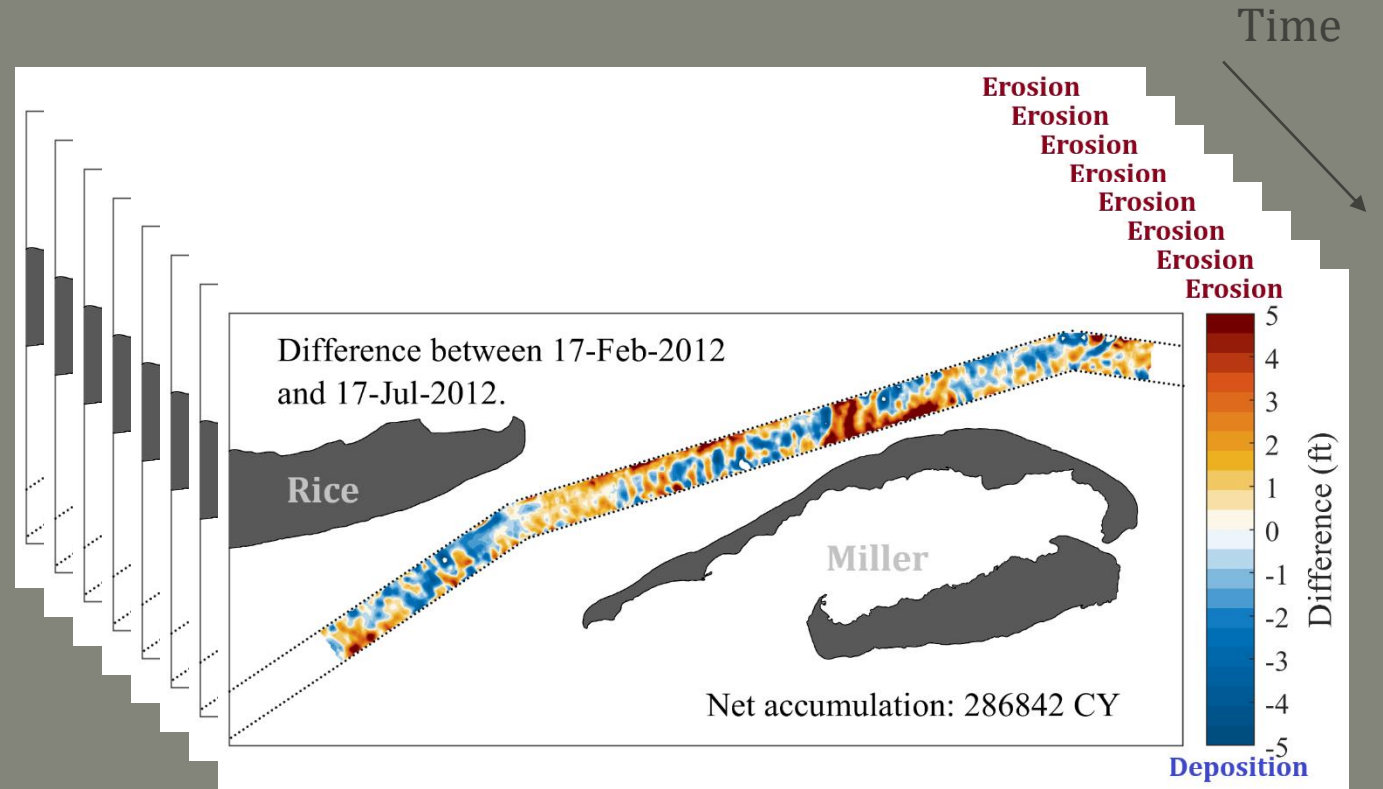 Time
Erosion
Erosion
Erosion
Erosion
Erosion
Erosion
Erosion
Erosion
Difference between 17-Feb-2012
and 17-Jul-2012.
Rice
Miller
Net accumulation: 286842 CY
5
4
3
2
1
0
-1
-2
-3
-4
-5
Difference (ft)
Deposition